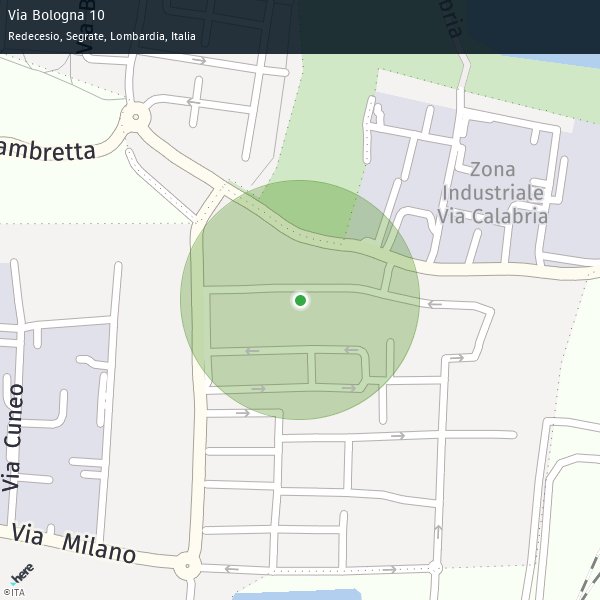 Via Bologna 10
Redecesio, Segrate, Lombardia, Italia
Via B
bria
ambretta
Zona
Industriale
Via Calabria
Via Cuneo
Via Milano
here
©ITA